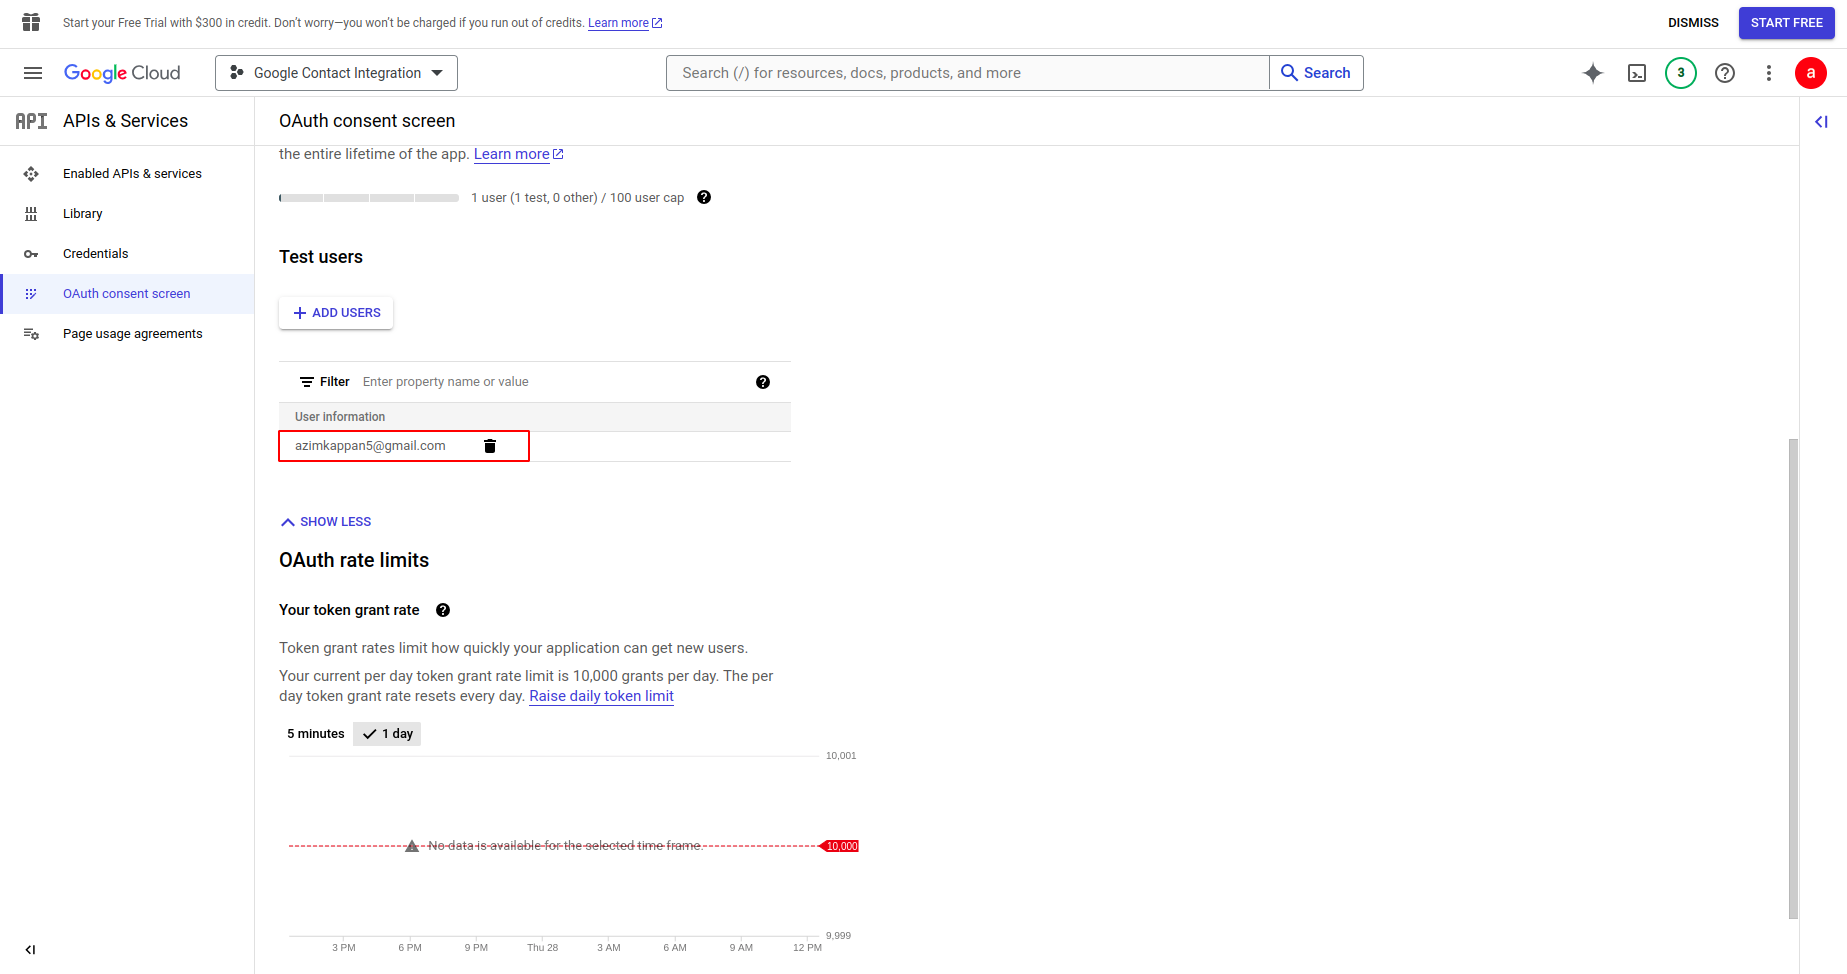 Start your Free Trial with $300 in credit. Don't worry—you won't be charged if you run out of credits. Learn more
DISMISS
START FREE
Google Cloud
Google Contact Integration
Search (/) for resources, docs, products, and more
Search
3
a
API
APIs & Services
OAuth consent screen
Enabled APIs & services
Library
Credentials
OAuth consent screen
Page usage agreements
the entire lifetime of the app. Learn more
1 user (1 test, 0 other) / 100 user cap
Test users
ADD USERS
Filter Enter property name or value
User information
azimkappan5@gmail.com
SHOW LESS
OAuth rate limits
Your token grant rate
Token grant rates limit how quickly your application can get new users.
Your current per day token grant rate limit is 10,000 grants per day. The per
day token grant rate resets every day. Raise daily token limit
5 minutes
1 day
10,001
No data is available for the selected time frame.
10,000
9,999
3 PM 6 PM 9 PM Thu 28 3 AM 6 AM 9 AM 12 PM